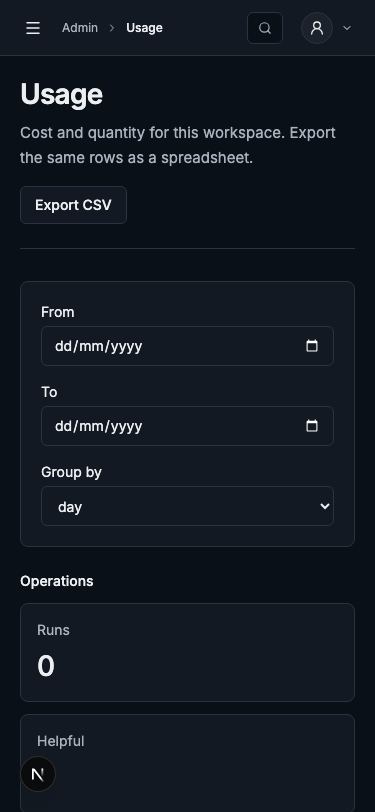 Admin > Usage
Usage
Cost and quantity for this workspace. Export
the same rows as a spreadsheet.
Export CSV
From
dd/mm/yyyy
To
dd/mm/yyyy
Group by
day
Operations
Runs
0
Helpful
N